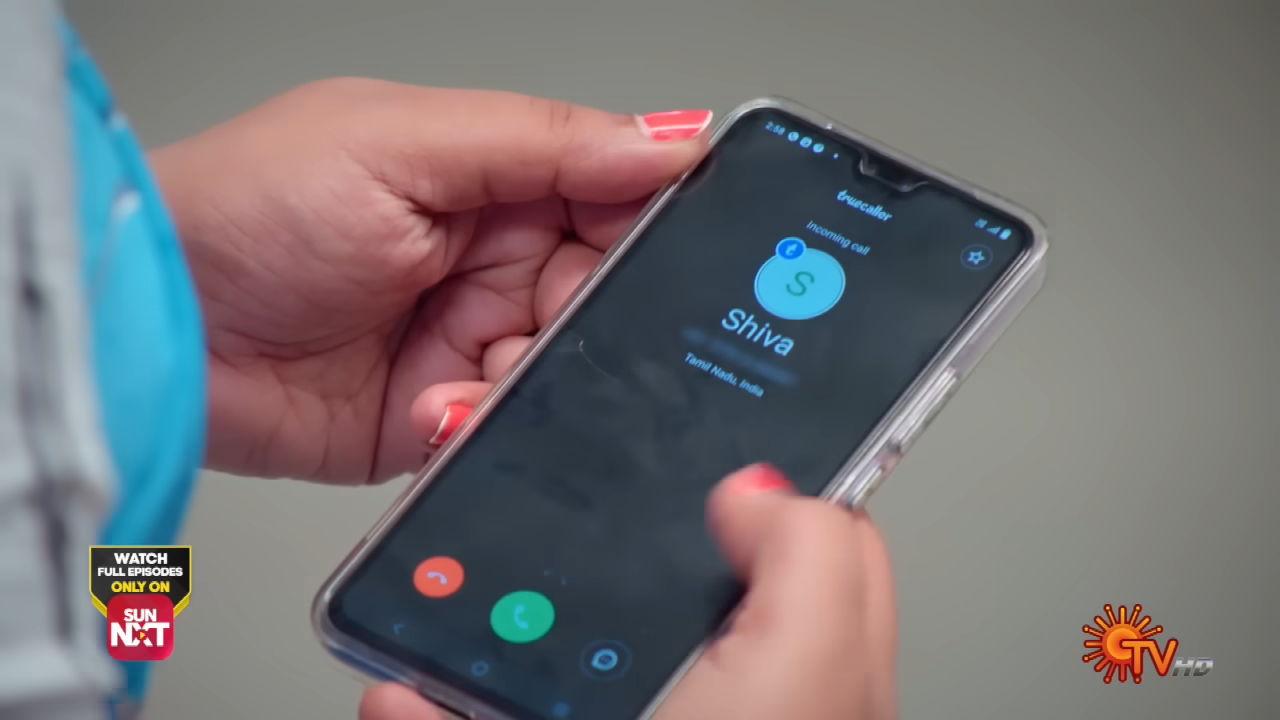 2:58
truecaller
Incoming call
S
Shiva
Tamil Nadu, India
WATCH
FULL EPISODES
ONLY ON
SUN
NXT
TV HD